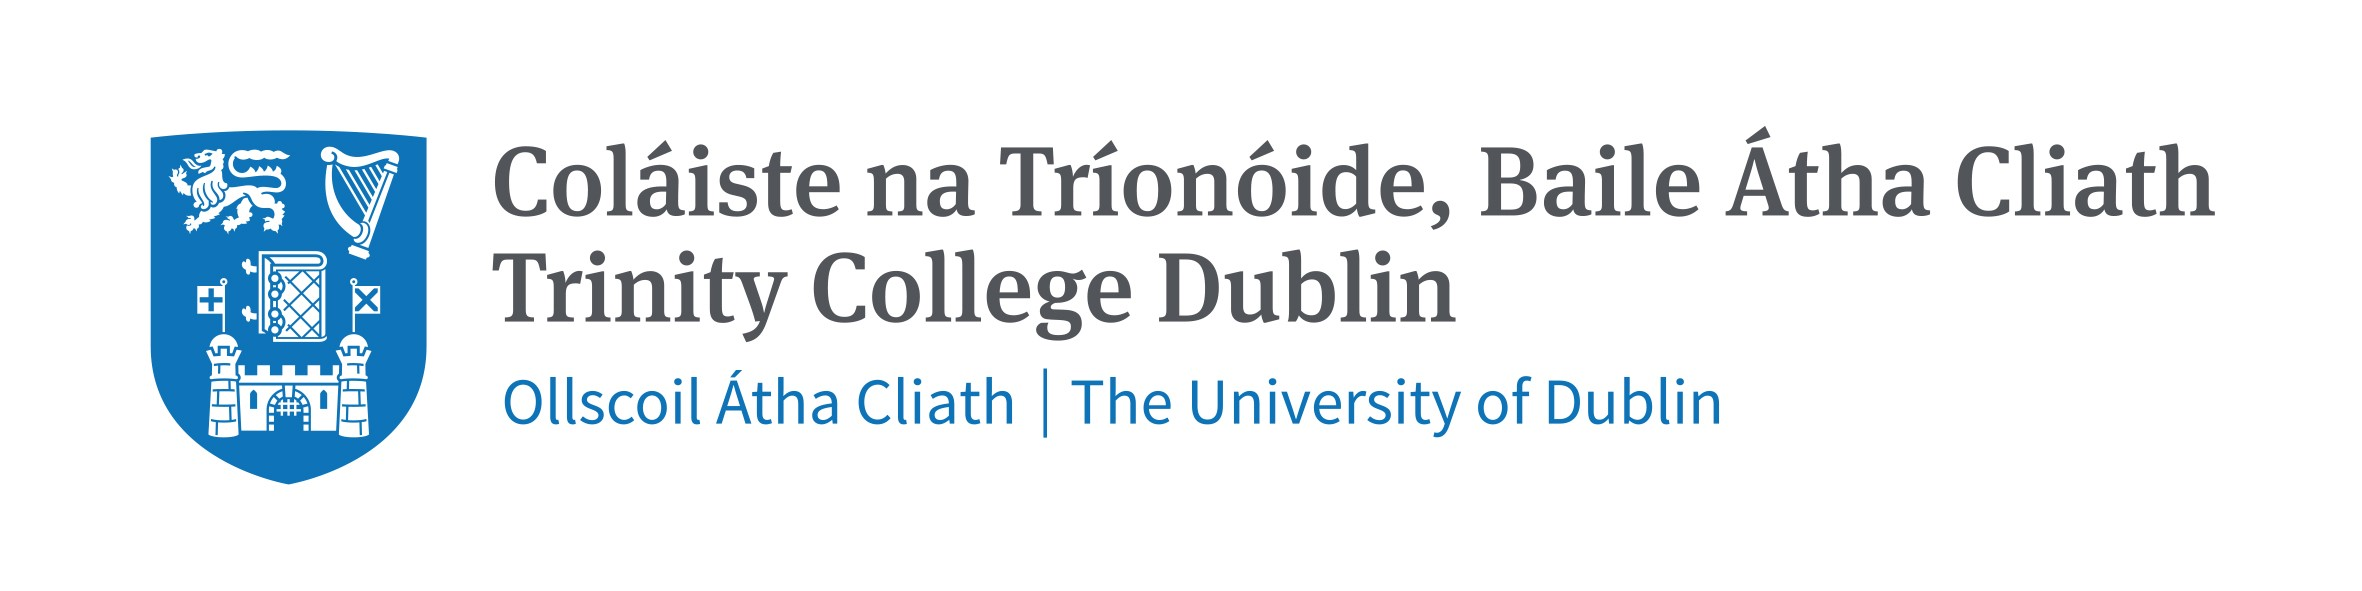 Coláiste na Tríonóide, Baile Átha Cliath
Trinity College Dublin
Ollscoil Átha Cliath | The University of Dublin